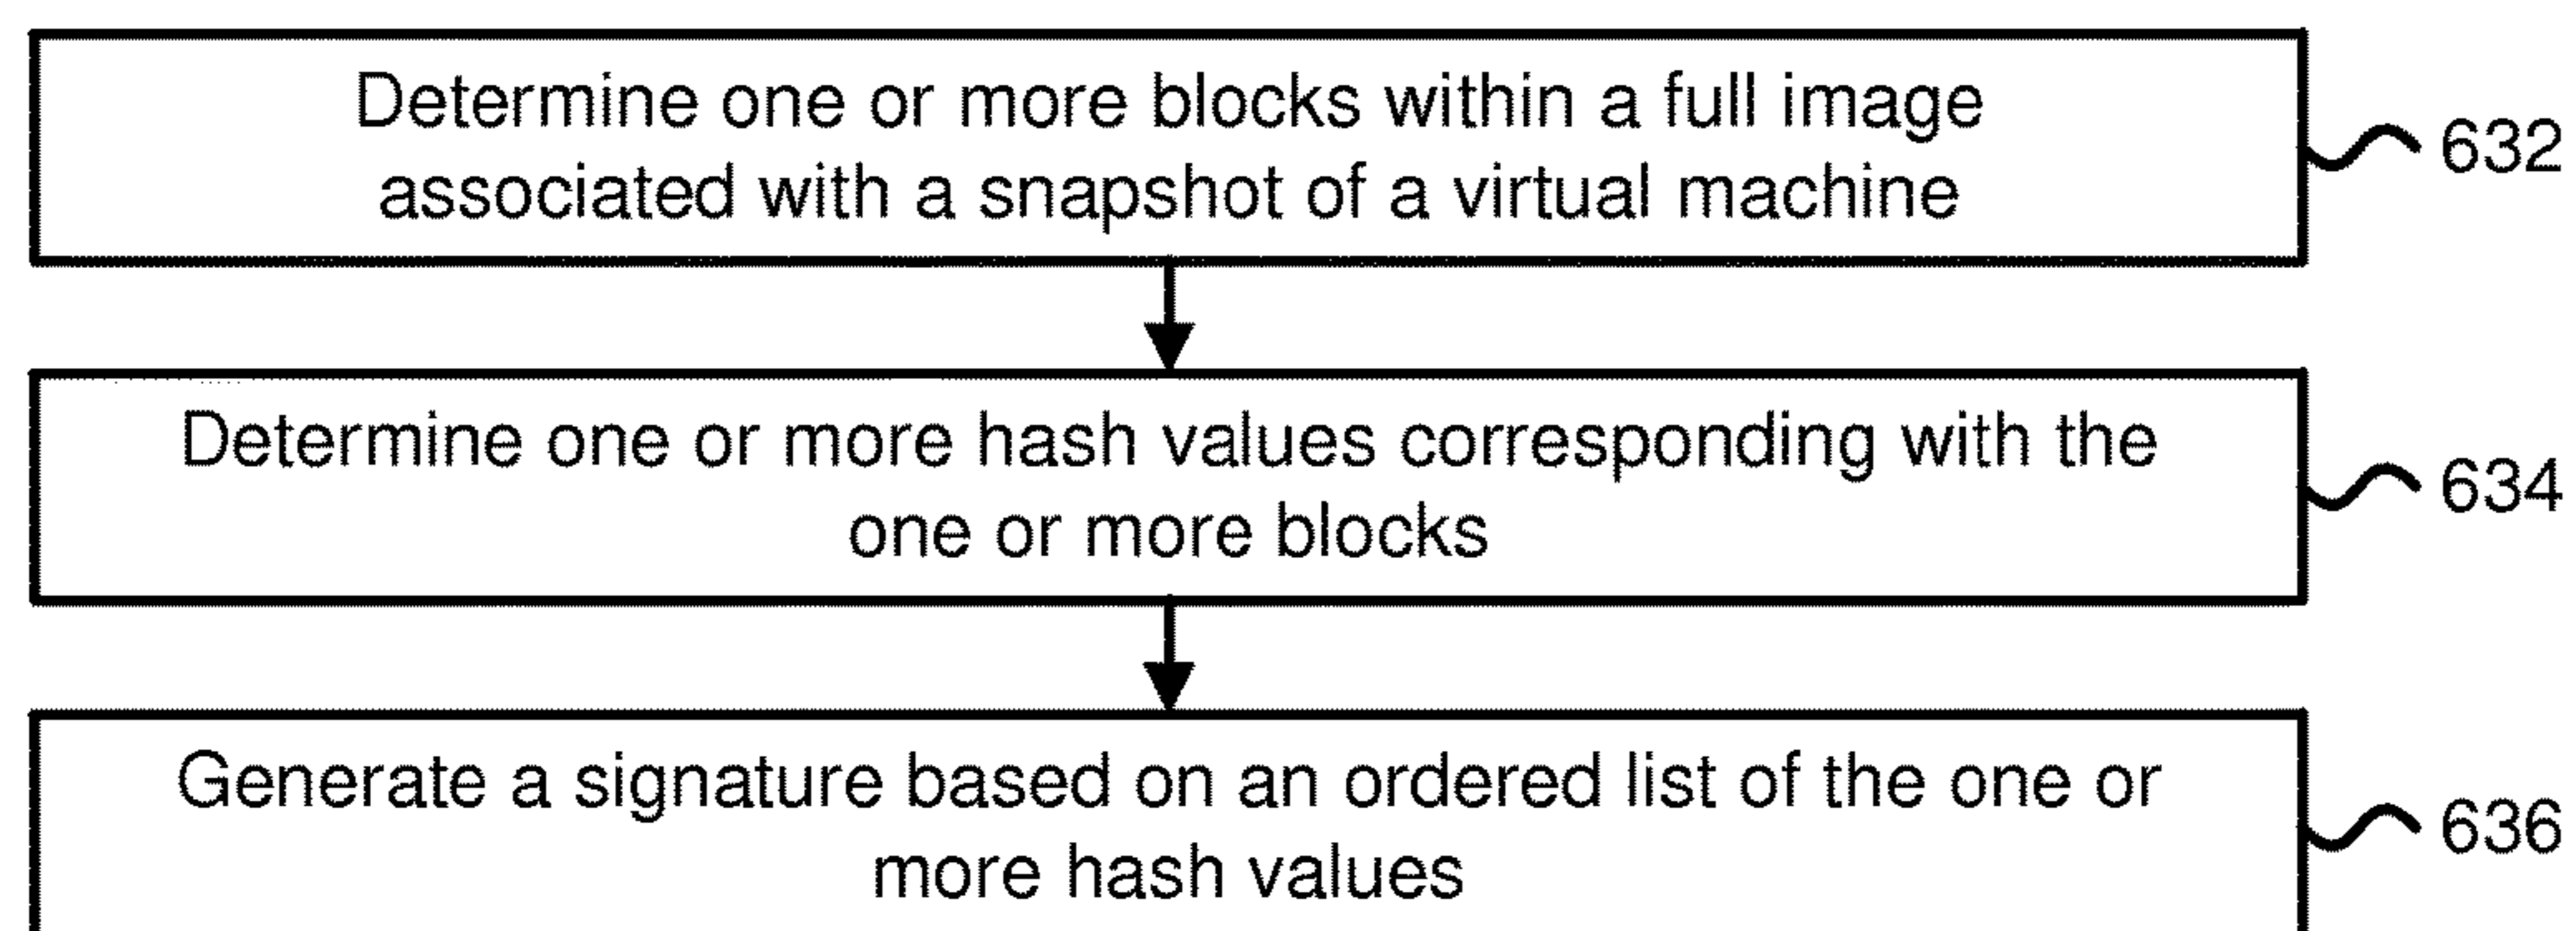 Determine one or more blocks within a full image
associated with a snapshot of a virtual machine
632
Determine one or more hash values corresponding with the
one or more blocks
634
Generate a signature based on an ordered list of the one or
more hash values
636